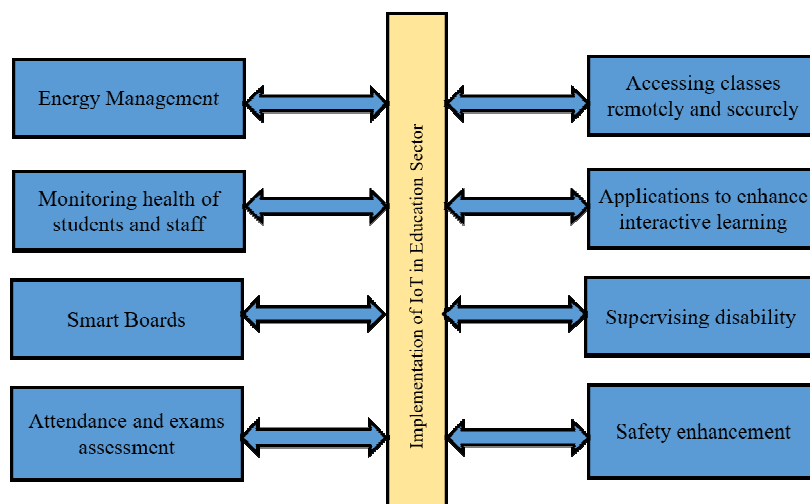 Energy Management
Monitoring health of
students and staff
Smart Boards
Attendance and exams
assessment
Implementation of IoT in Education Sector
Accessing classes
remotely and securely
Applications to enhance
interactive learning
Supervising disability
Safety enhancement